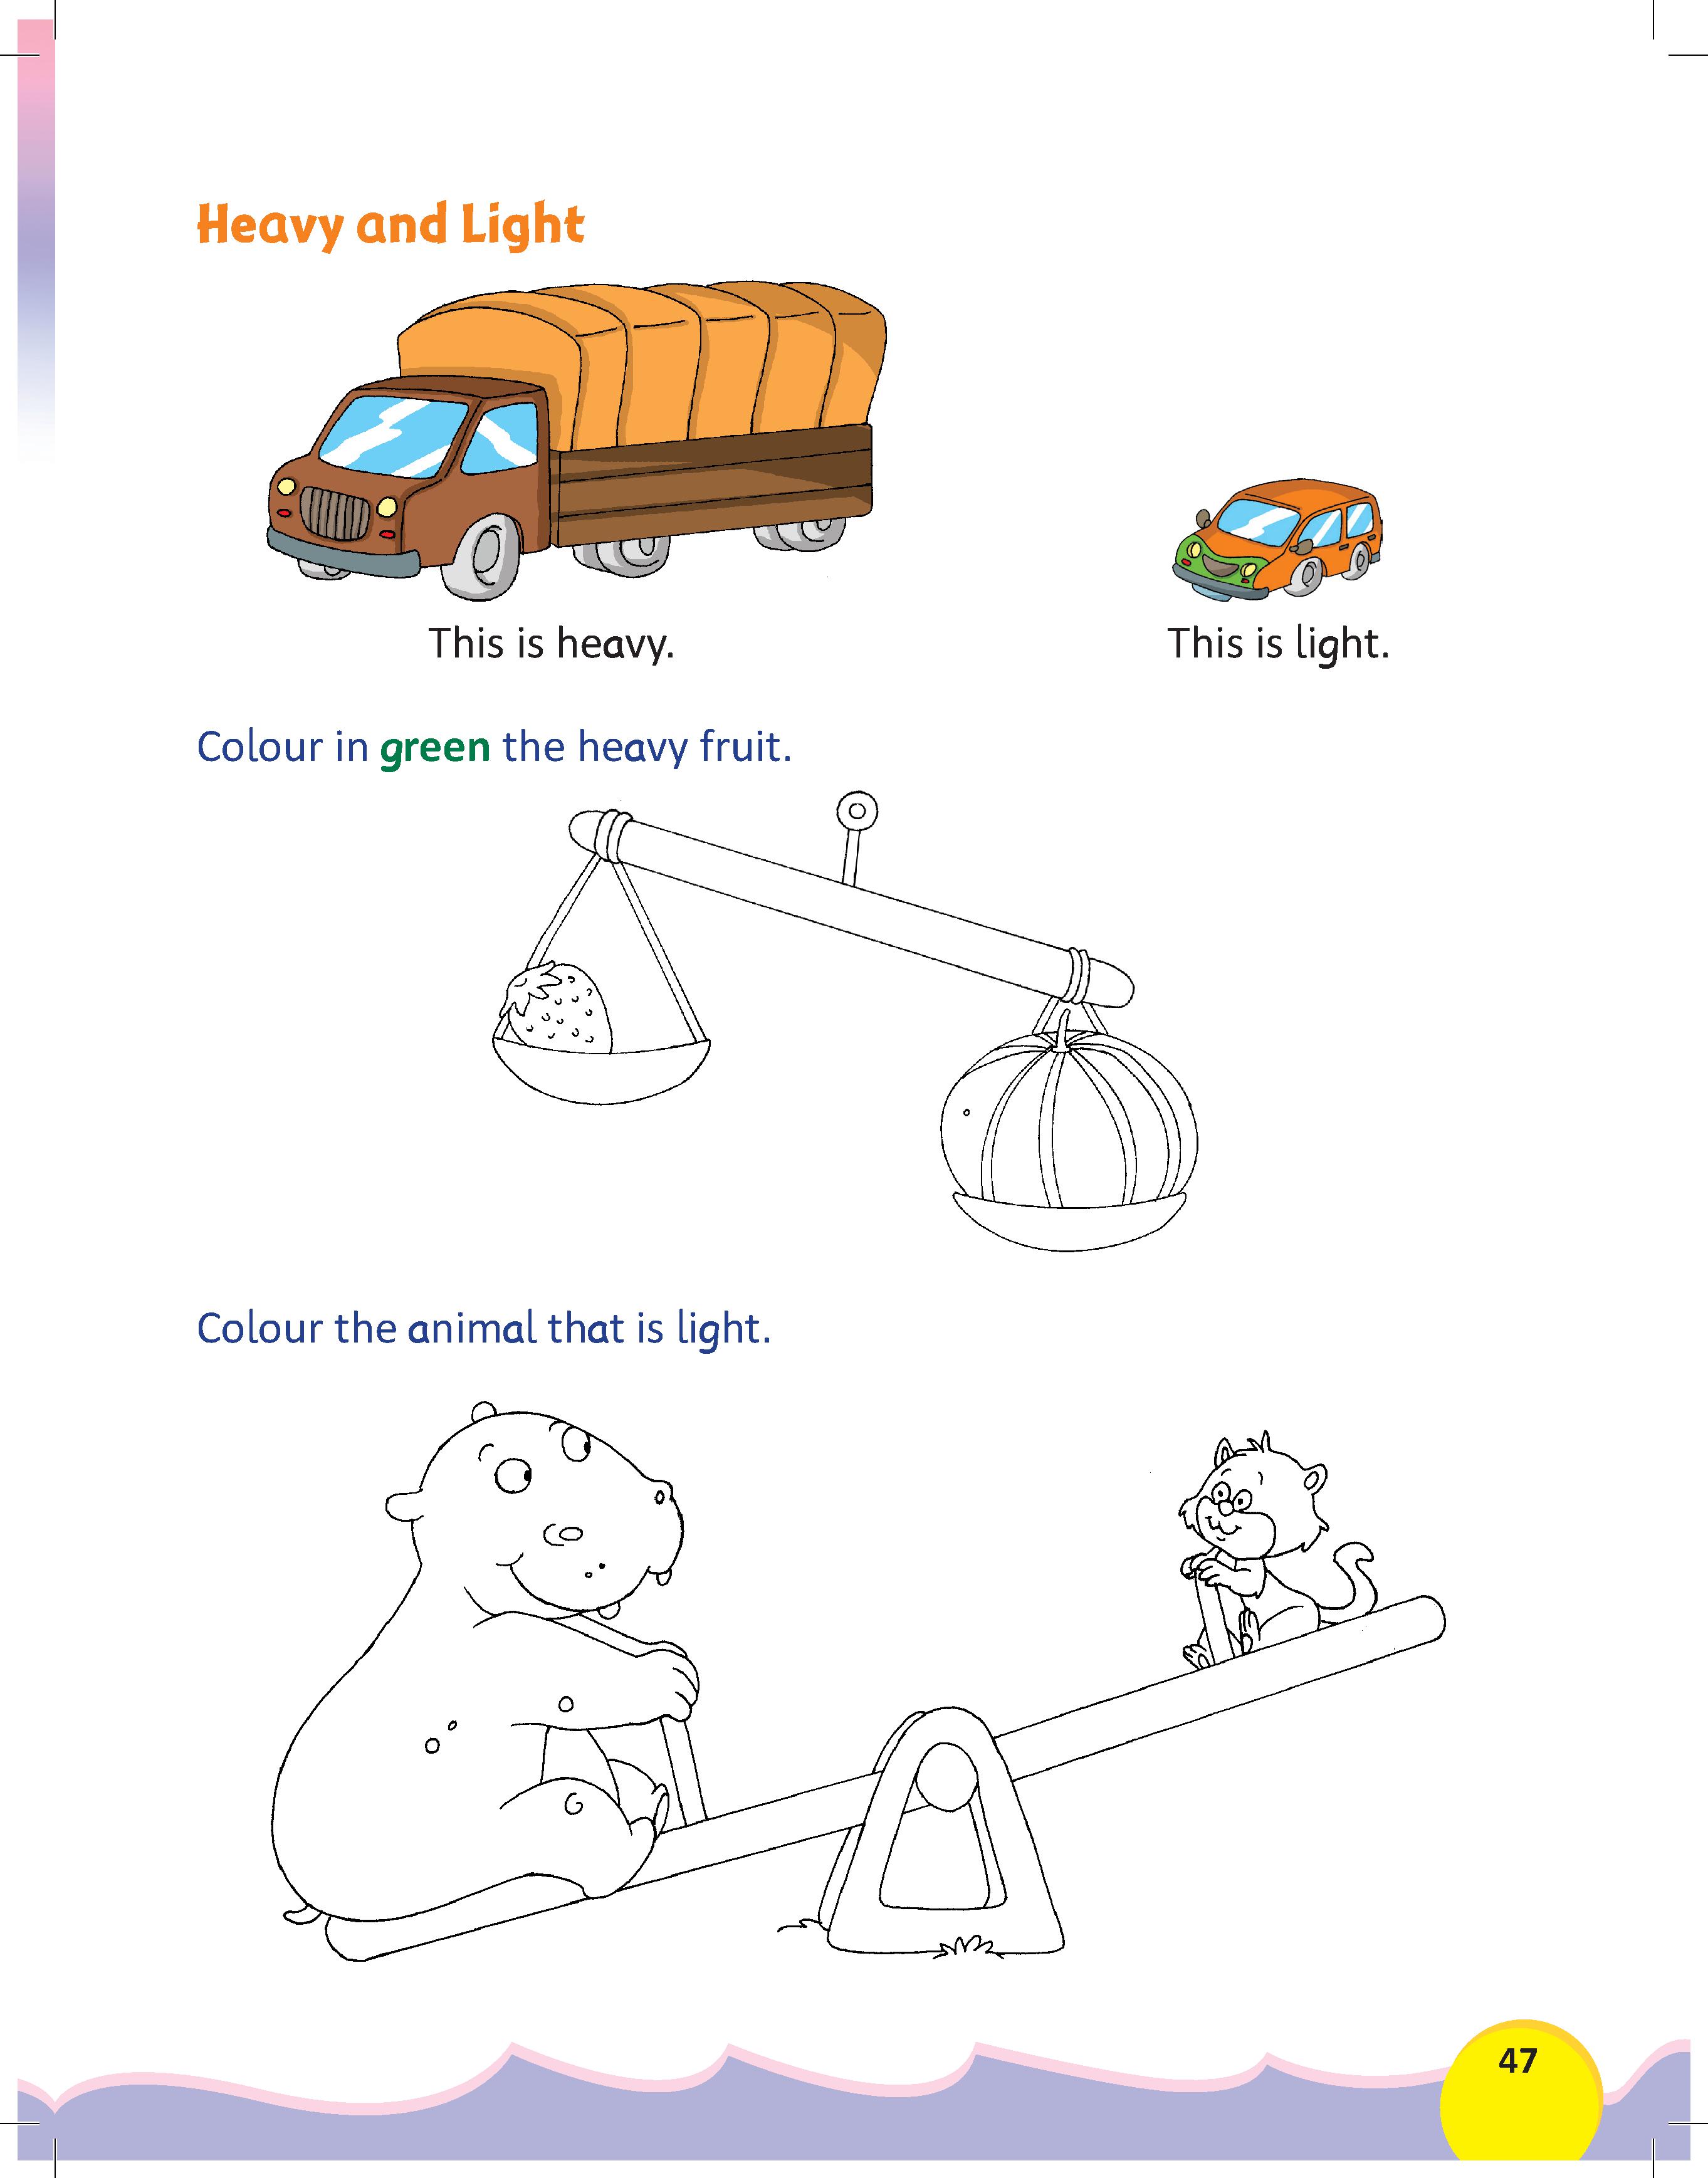 Heavy and Light
This is heavy.
This is light.
Colour in green the heavy fruit.
Colour the animal that is light.
47